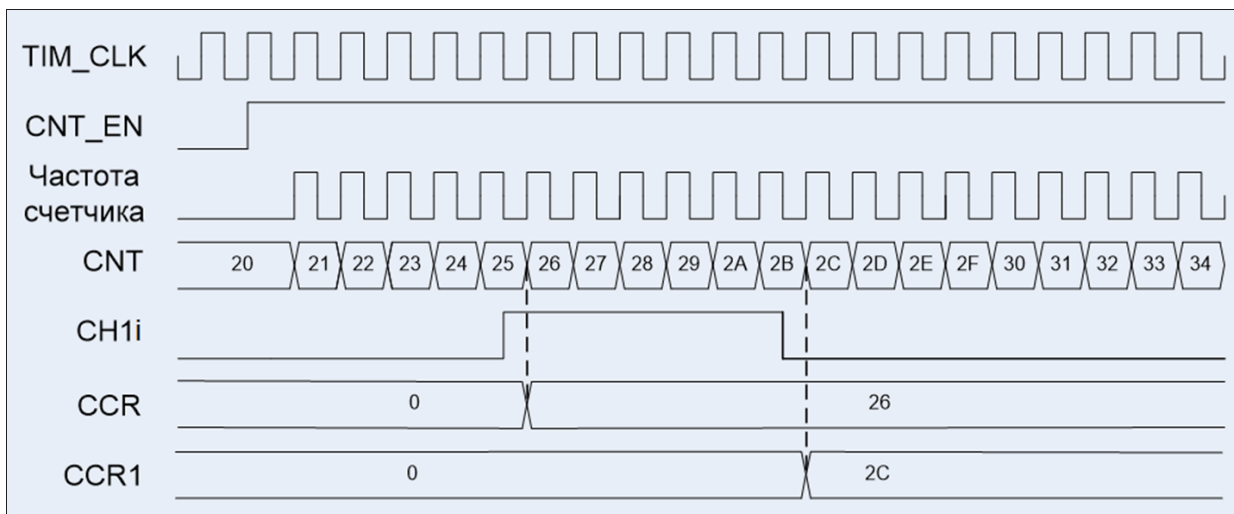 TIM_CLK
CNT_EN
Частота
счетчика
CNT 20 21 22 23 24 25 26 27 28 29 2A 2B 2C 2D 2E 2F 30 31 32 33 34
CH1i
CCR 0 26
CCR1 0 2C